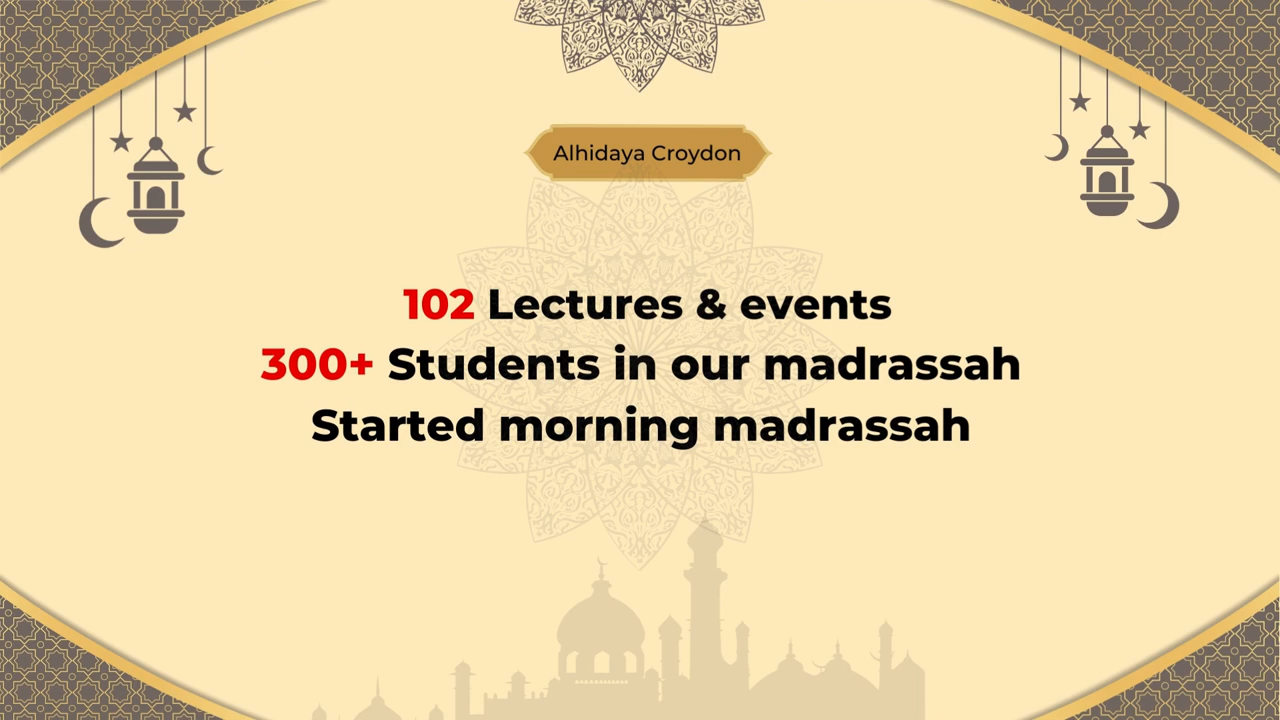 Alhidaya Croydon
102 Lectures & events
300+ Students in our madrassah
Started morning madrassah